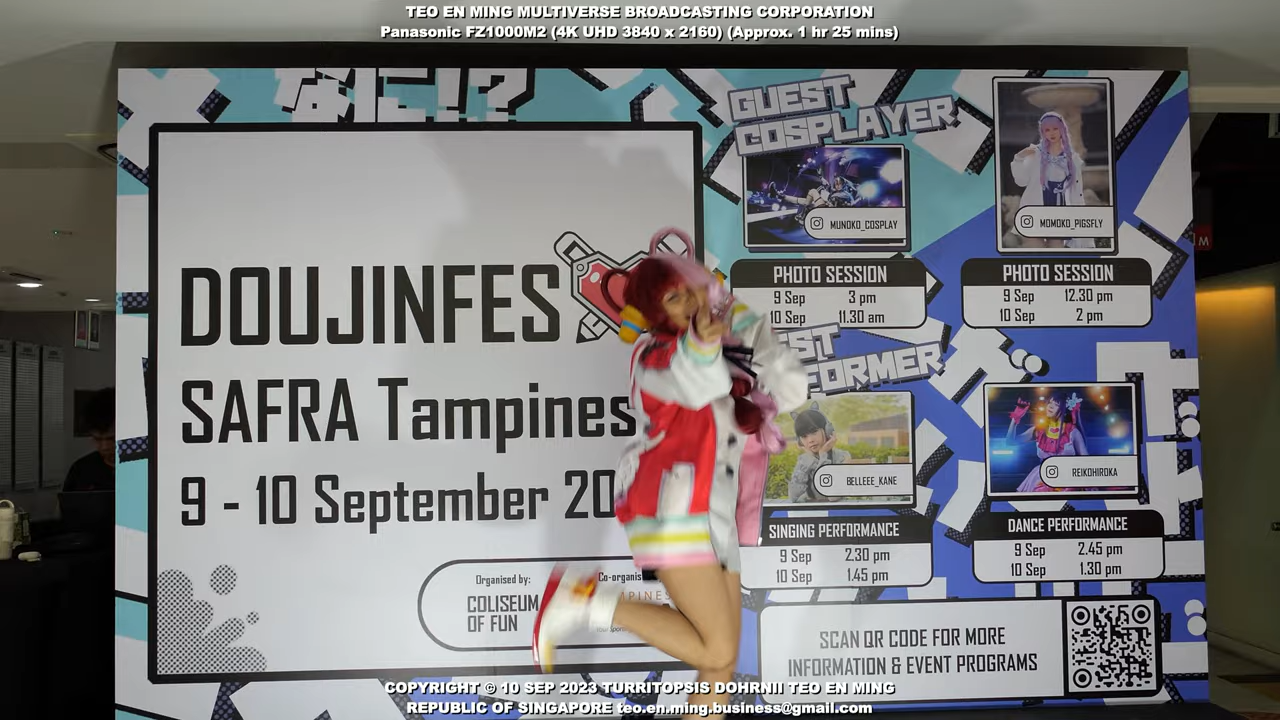 TEO EN MING MULTIVERSE BROADCASTING CORPORATION
Panasonic FZ1000M2 (4K UHD 3840 x 2160) (Approx. 1 hr 25 mins)
!?
DOUJINFES
SAFRA Tampines
9 - 10 September 20
Organised by:
COLISEUM
OF FUN
Co-organis
GUEST
COSPLAYER
MUNOKO_COSPLAY
PHOTO SESSION
9 Sep 3 pm
10 Sep 11.30 am
MOMOKO_PIGSFLY
PHOTO SESSION
9 Sep 12.30 pm
10 Sep 2 pm
ST
FORMER
BELLEEE_KANE
SINGING PERFORMANCE
9 Sep 2.30 pm
10 Sep 1.45 pm
REIKOHIROKA
DANCE PERFORMANCE
9 Sep 2.45 pm
10 Sep 1.30 pm
SCAN QR CODE FOR MORE
INFORMATION & EVENT PROGRAMS
M
COPYRIGHT © 10 SEP 2023 TURRITOPSIS DOHRNII TEO EN MING
REPUBLIC OF SINGAPORE teo.en.ming.business@gmail.com